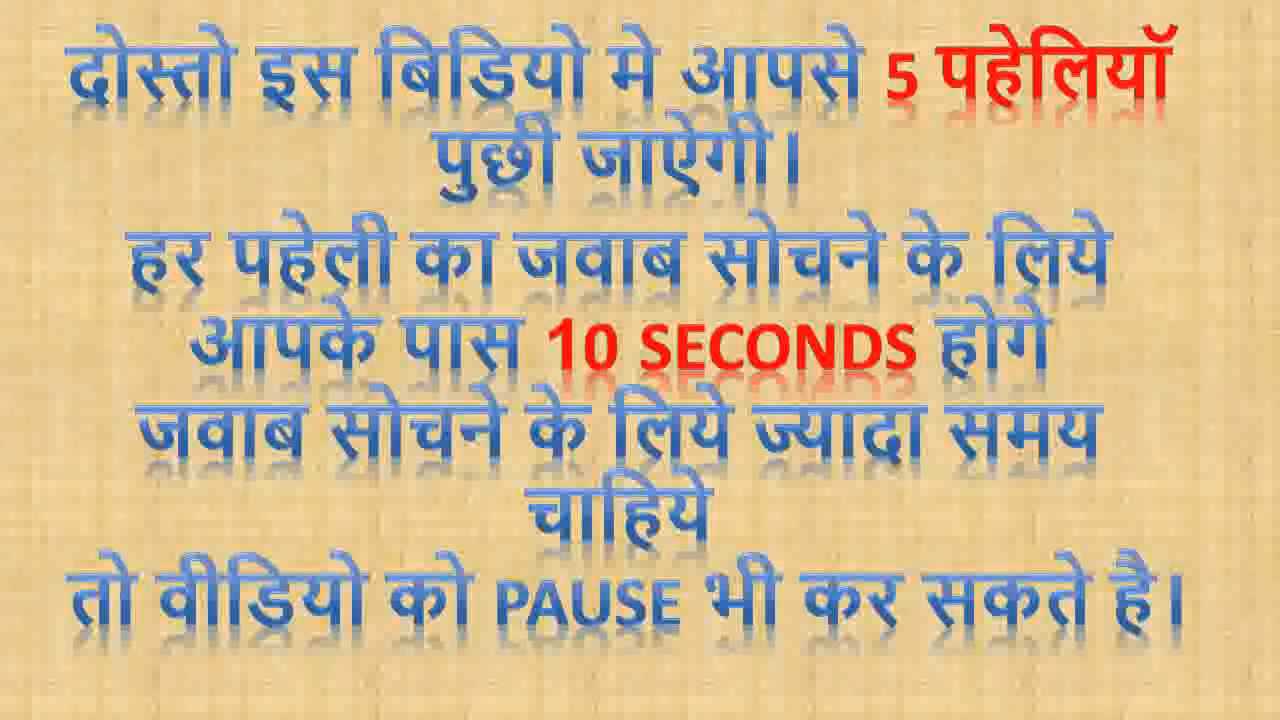 दोस्तो इस बिडियो मे आपसे 5 पहेलियॉ
पुछी जाऐगी।
हर पहेली का जवाब सोचने के लिये
आपके पास 10 SECONDS होगे
जवाब सोचने के लिये ज्यादा समय
चाहिये
तो वीडियो को PAUSE भी कर सकते है।